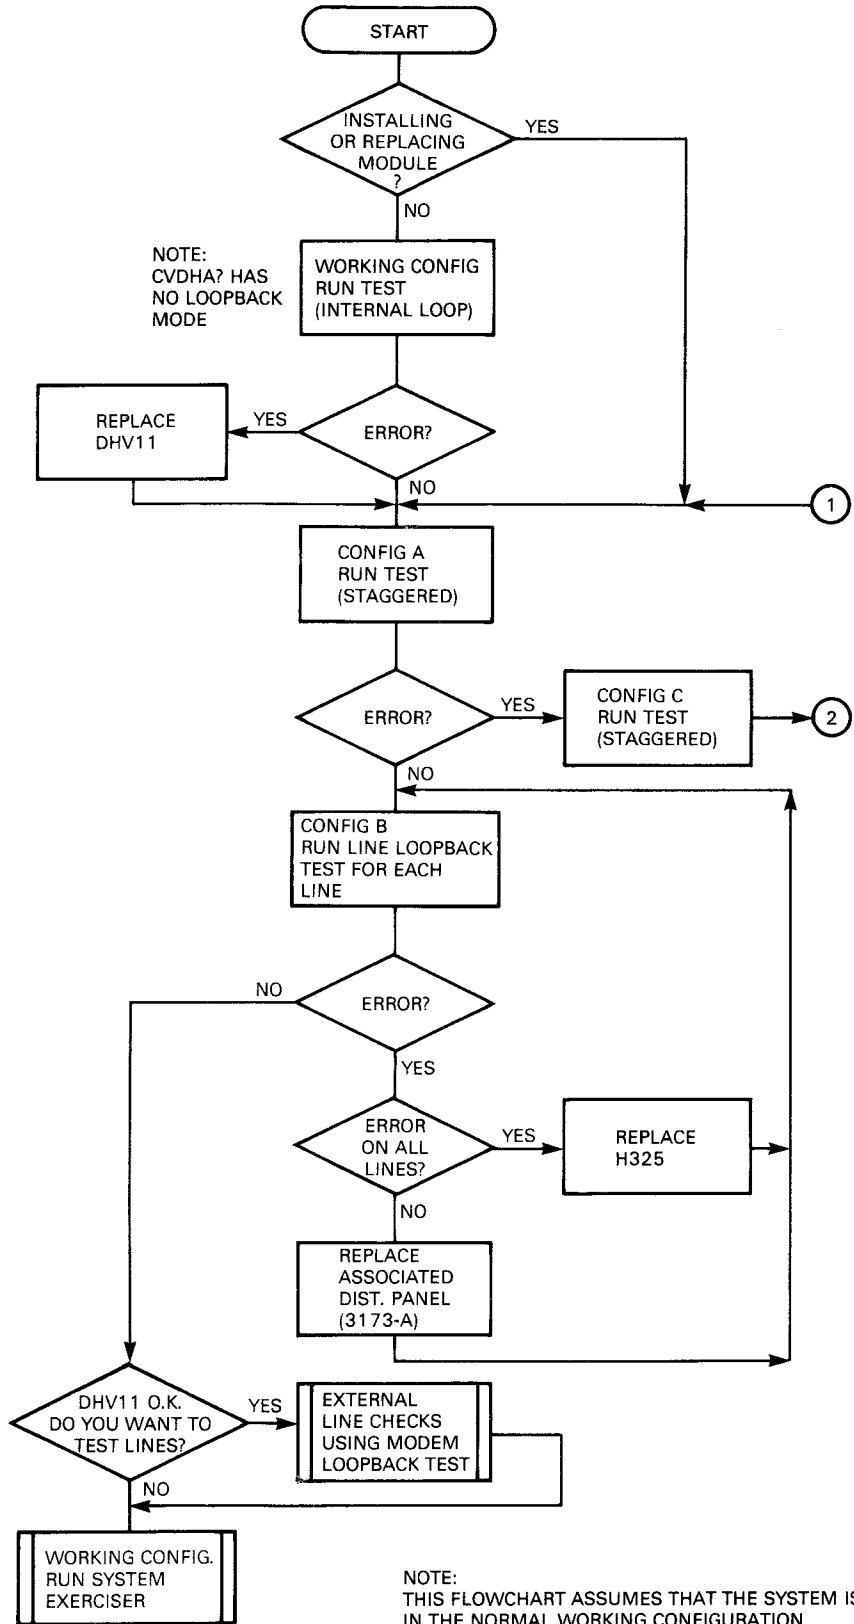 START
INSTALLING
OR REPLACING
MODULE
?
YES
NO
NOTE:
CVDHA? HAS
NO LOOPBACK
MODE
WORKING CONFIG
RUN TEST
(INTERNAL LOOP)
REPLACE
DHV11
YES
ERROR?
NO
1
CONFIG A
RUN TEST
(STAGGERED)
ERROR?
YES
CONFIG C
RUN TEST
(STAGGERED)
2
NO
CONFIG B
RUN LINE LOOPBACK
TEST FOR EACH
LINE
NO
ERROR?
YES
ERROR
ON ALL
LINES?
YES
REPLACE
H325
NO
REPLACE
ASSOCIATED
DIST. PANEL
(3173-A)
DHV11 O.K.
DO YOU WANT TO
TEST LINES?
YES
EXTERNAL
LINE CHECKS
USING MODEM
LOOPBACK TEST
NO
WORKING CONFIG.
RUN SYSTEM
EXERCISER
NOTE:
THIS FLOWCHART ASSUMES THAT THE SYSTEM IS
IN THE NORMAL WORKING CONFIGURATION